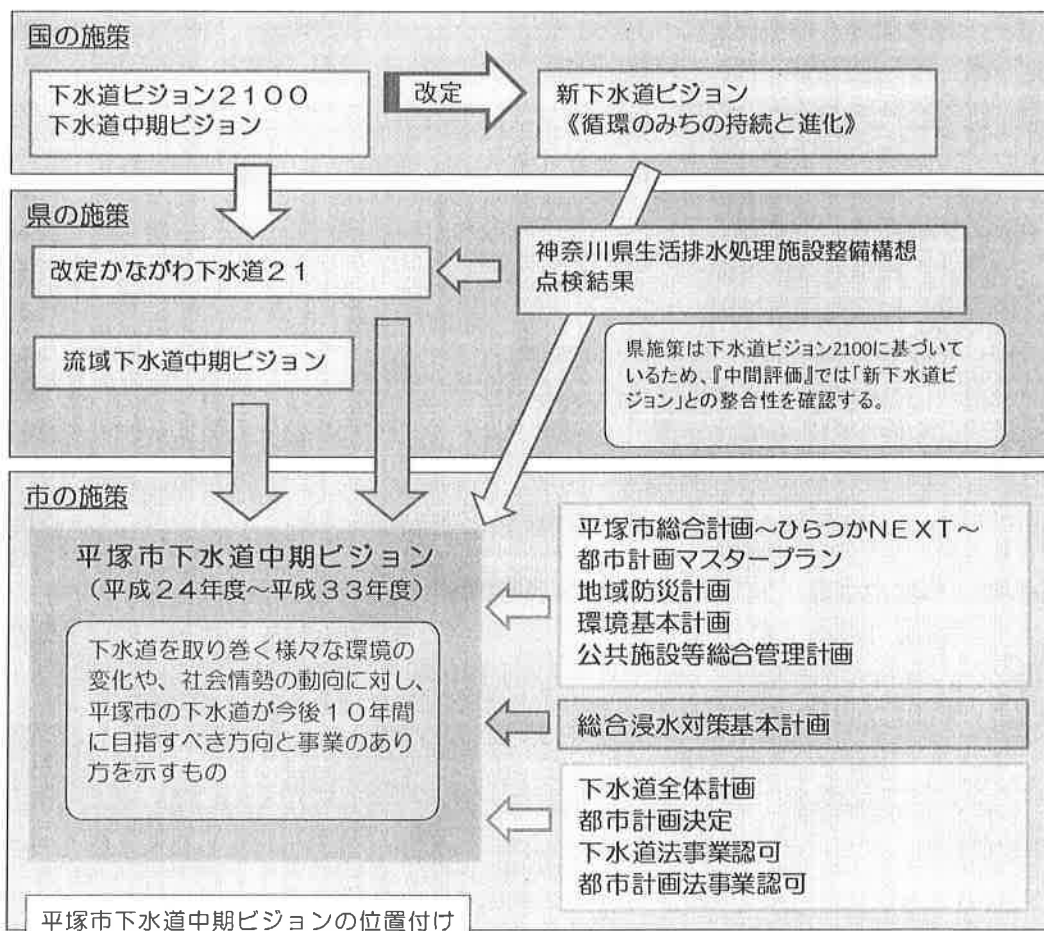 国の施策
下水道ビジョン2100
下水道中期ビジョン
改定
新下水道ビジョン
《循環のみちの持続と進化》
県の施策
改定かながわ下水道21
神奈川県生活排水処理施設整備構想
点検結果
流域下水道中期ビジョン
県施策は下水道ビジョン2100に基づいて
いるため、『中間評価』では「新下水道ビ
ジョン」との整合性を確認する。
市の施策
平塚市下水道中期ビジョン
(平成24年度～平成33年度)
下水道を取り巻く様々な環境の
変化や、社会情勢の動向に対し、
平塚市の下水道が今後10年間
に目指すべき方向と事業のあり
方を示すもの
平塚市総合計画～ひらつかNEXT～
都市計画マスタープラン
地域防災計画
環境基本計画
公共施設等総合管理計画
総合浸水対策基本計画
下水道全体計画
都市計画決定
下水道法事業認可
都市計画法事業認可
平塚市下水道中期ビジョンの位置付け